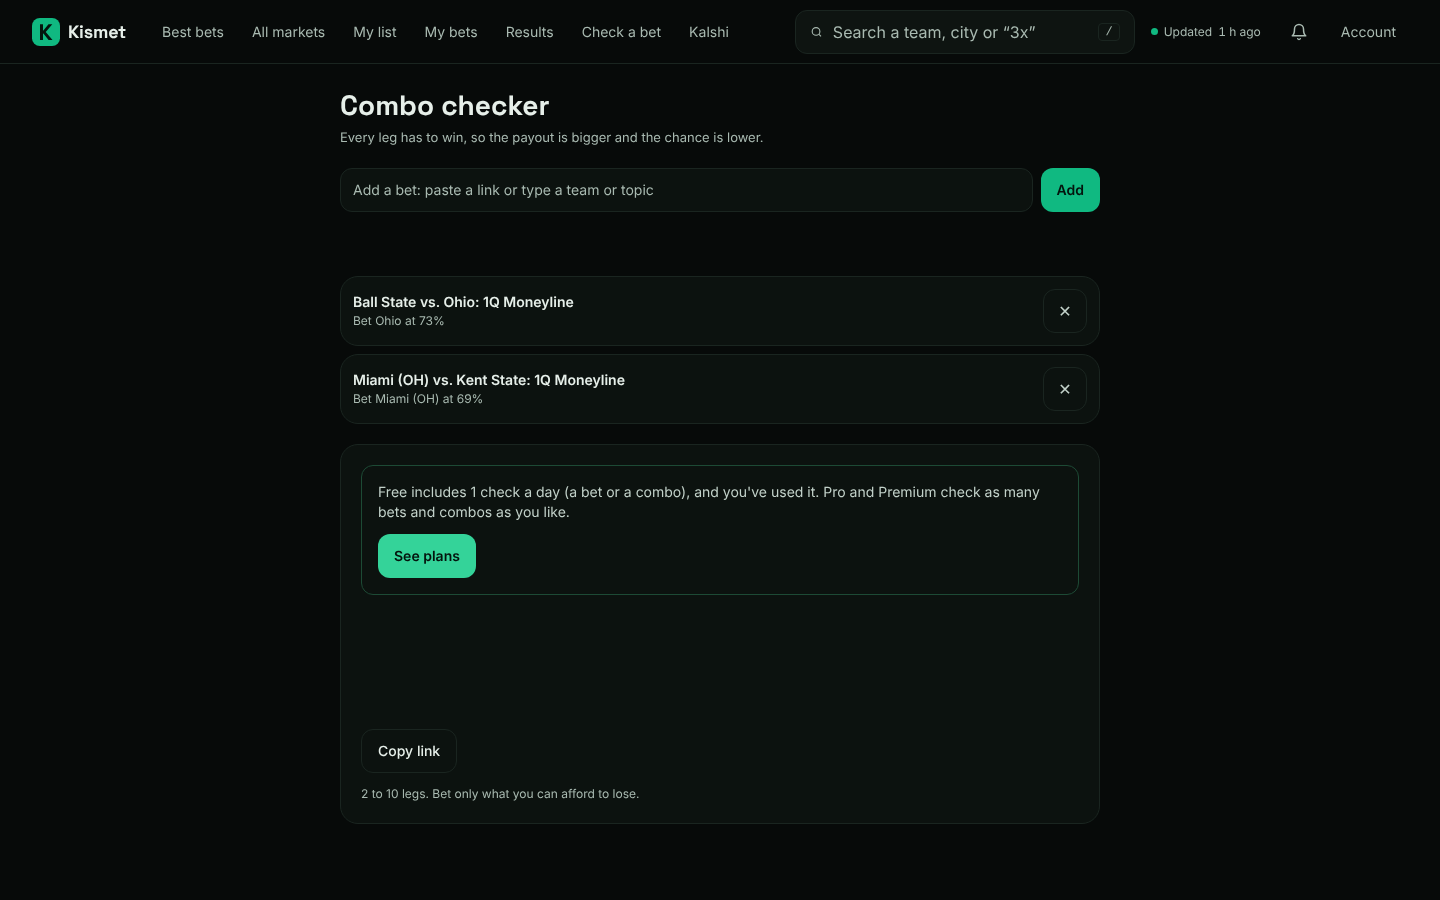 K Kismet
Best bets
All markets
My list
My bets
Results
Check a bet
Kalshi
Search a team, city or “3x”
/
Updated 1 h ago
Account
Combo checker
Every leg has to win, so the payout is bigger and the chance is lower.
Add a bet: paste a link or type a team or topic
Add
Ball State vs. Ohio: 1Q Moneyline
Bet Ohio at 73%
Miami (OH) vs. Kent State: 1Q Moneyline
Bet Miami (OH) at 69%
Free includes 1 check a day (a bet or a combo), and you've used it. Pro and Premium check as many
bets and combos as you like.
See plans
Copy link
2 to 10 legs. Bet only what you can afford to lose.